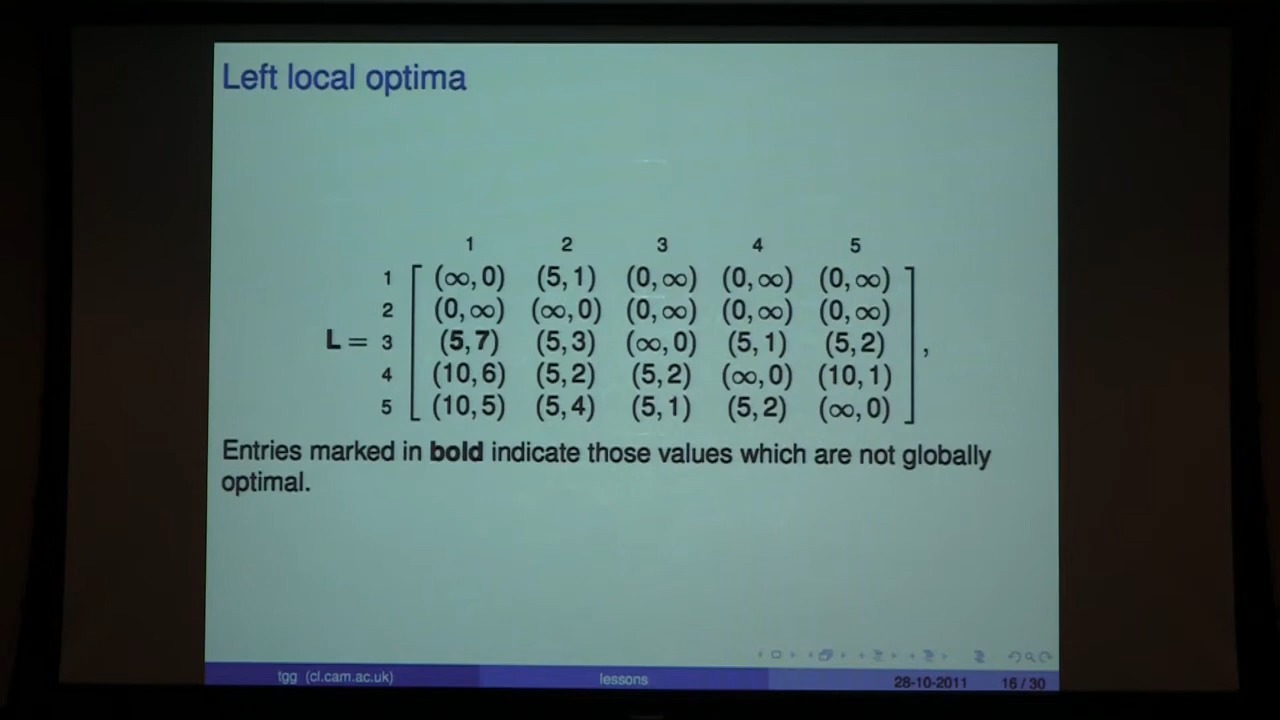 Left local optima
1 2 3 4 5
1 (∞, 0) (5, 1) (0, ∞) (0, ∞) (0, ∞)
2 (0, ∞) (∞, 0) (0, ∞) (0, ∞) (0, ∞)
L = 3 (5, 7) (5, 3) (∞, 0) (5, 1) (5, 2) ,
4 (10, 6) (5, 2) (5, 2) (∞, 0) (10, 1)
5 (10, 5) (5, 4) (5, 1) (5, 2) (∞, 0)
Entries marked in bold indicate those values which are not globally
optimal.
tgg (cl.cam.ac.uk) lessons 28-10-2011 16 / 30